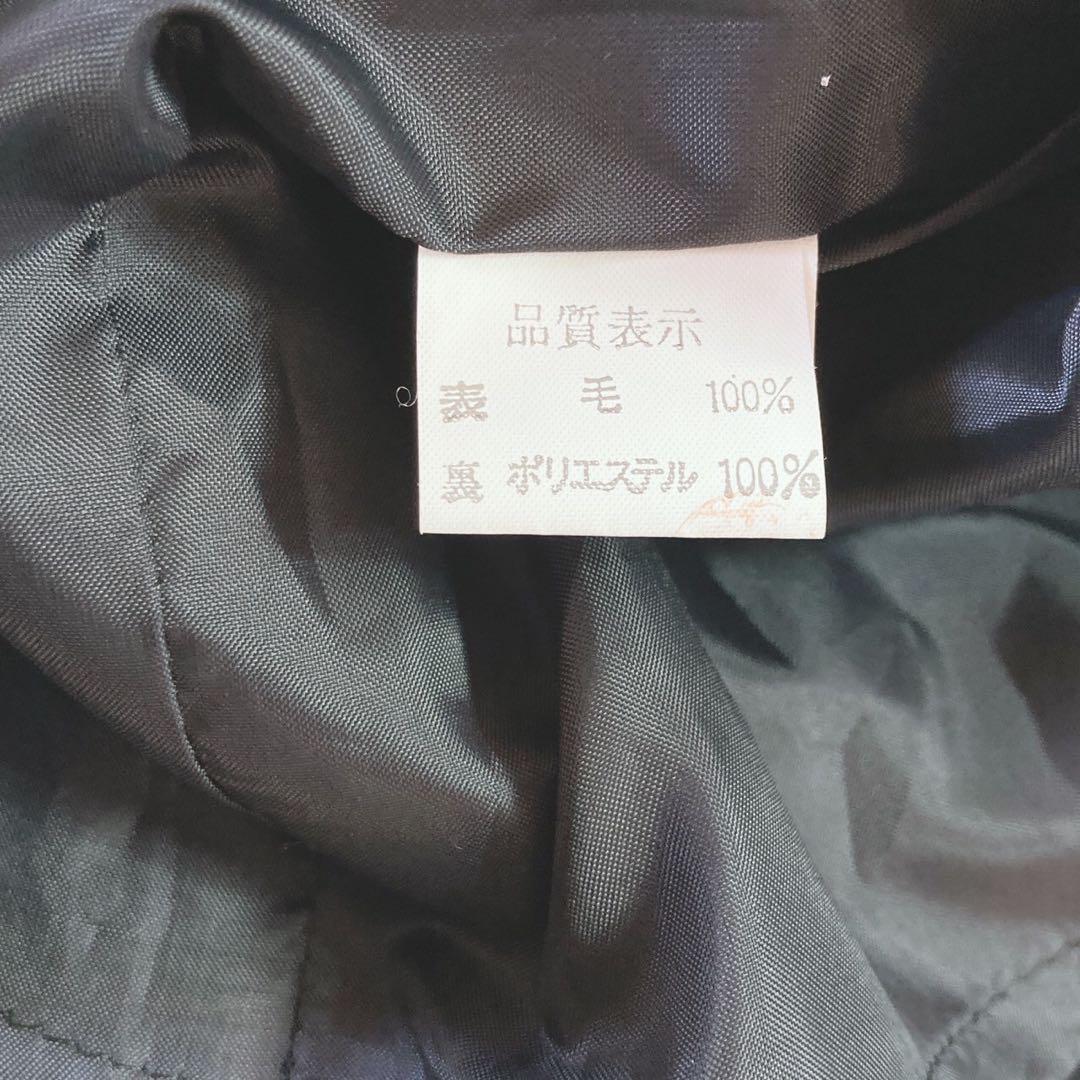 品質表示
表 毛 100%
裏 ポリエステル 100%